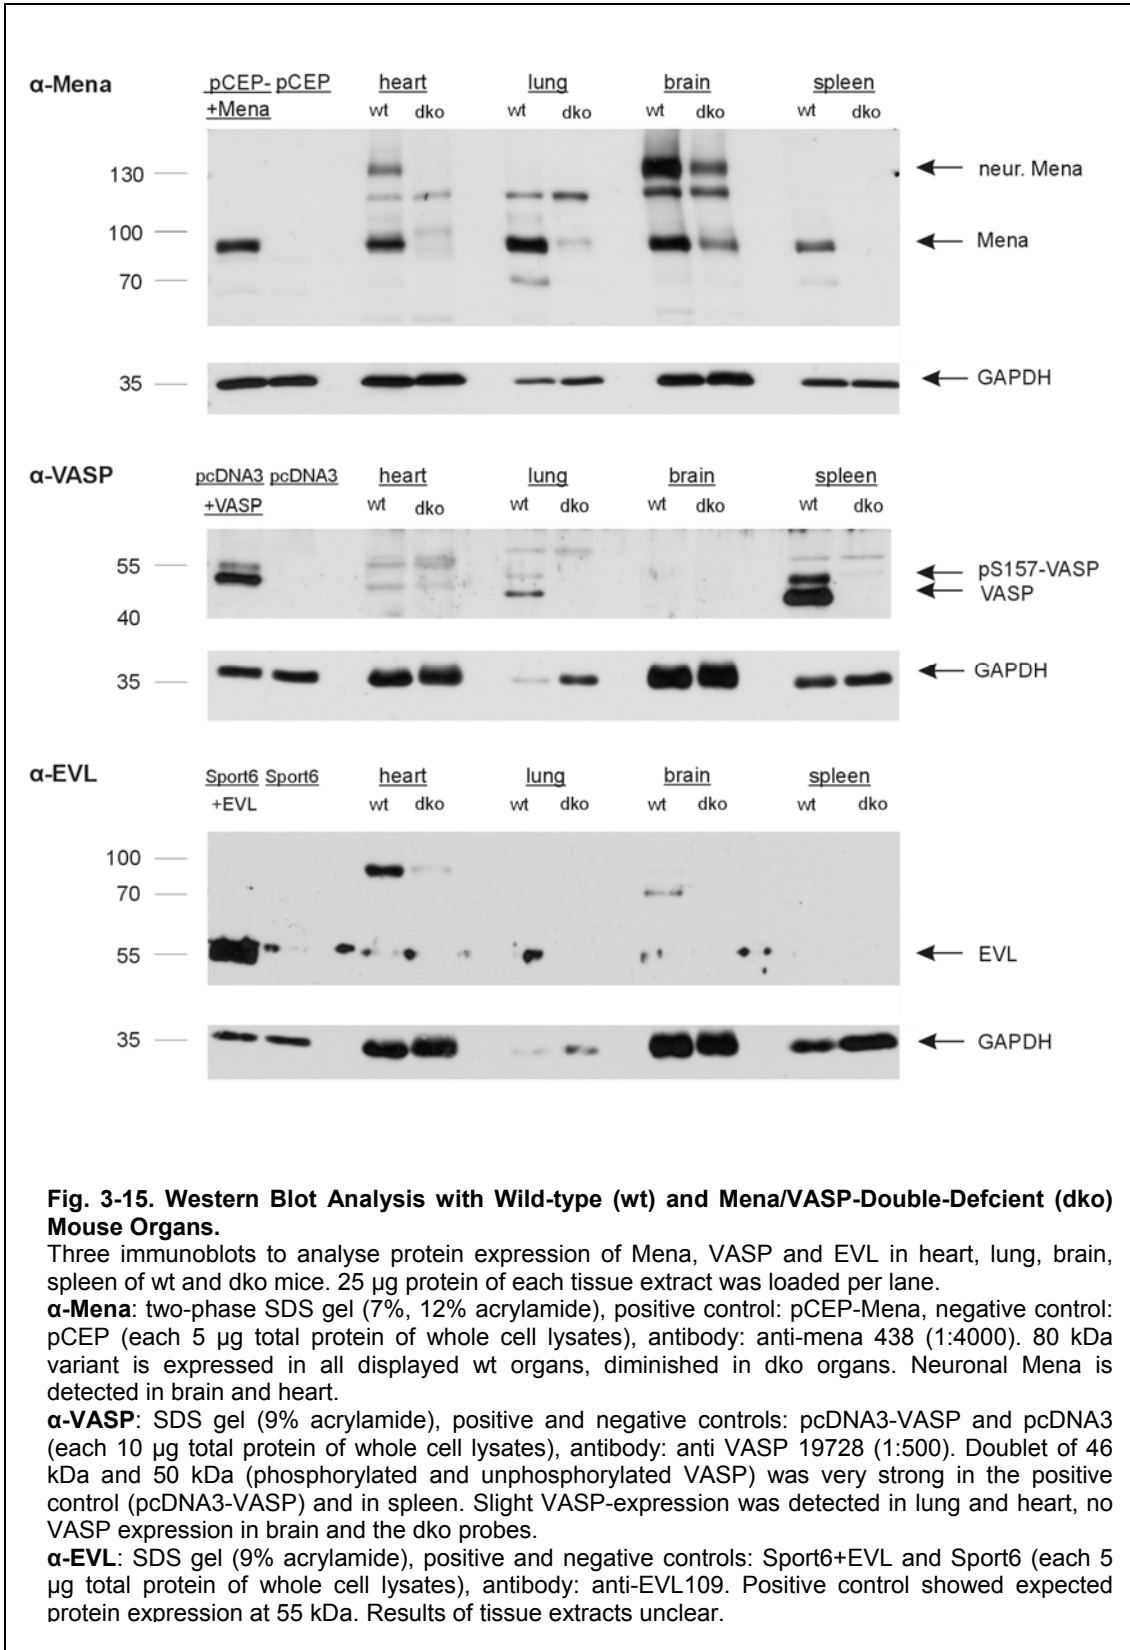 α-Mena
pCEP- pCEP heart lung brain spleen
+Mena wt dko wt dko wt dko wt dko
130 neur. Mena
100 Mena
70
35 GAPDH
α-VASP
pcDNA3 pcDNA3 heart lung brain spleen
+VASP wt dko wt dko wt dko wt dko
55 pS157-VASP
VASP
40
35 GAPDH
α-EVL
Sport6 Sport6 heart lung brain spleen
+EVL wt dko wt dko wt dko wt dko
100
70
55 EVL
35 GAPDH
Fig. 3-15. Western Blot Analysis with Wild-type (wt) and Mena/VASP-Double-Defcient (dko)
Mouse Organs.
Three immunoblots to analyse protein expression of Mena, VASP and EVL in heart, lung, brain,
spleen of wt and dko mice. 25 µg protein of each tissue extract was loaded per lane.
α-Mena: two-phase SDS gel (7%, 12% acrylamide), positive control: pCEP-Mena, negative control:
pCEP (each 5 µg total protein of whole cell lysates), antibody: anti-mena 438 (1:4000). 80 kDa
variant is expressed in all displayed wt organs, diminished in dko organs. Neuronal Mena is
detected in brain and heart.
α-VASP: SDS gel (9% acrylamide), positive and negative controls: pcDNA3-VASP and pcDNA3
(each 10 µg total protein of whole cell lysates), antibody: anti VASP 19728 (1:500). Doublet of 46
kDa and 50 kDa (phosphorylated and unphosphorylated VASP) was very strong in the positive
control (pcDNA3-VASP) and in spleen. Slight VASP-expression was detected in lung and heart, no
VASP expression in brain and the dko probes.
α-EVL: SDS gel (9% acrylamide), positive and negative controls: Sport6+EVL and Sport6 (each 5
µg total protein of whole cell lysates), antibody: anti-EVL109. Positive control showed expected
protein expression at 55 kDa. Results of tissue extracts unclear.